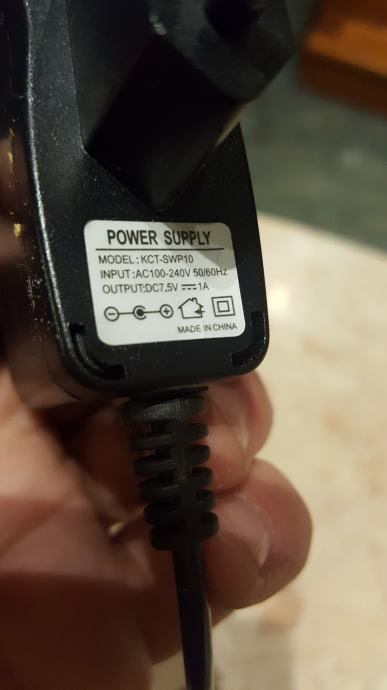 POWER SUPPLY
MODEL:KCT-SWP10
INPUT:AC100-240V 50/60Hz
OUTPUT:DC7.5V ⎓ 1A
MADE IN CHINA